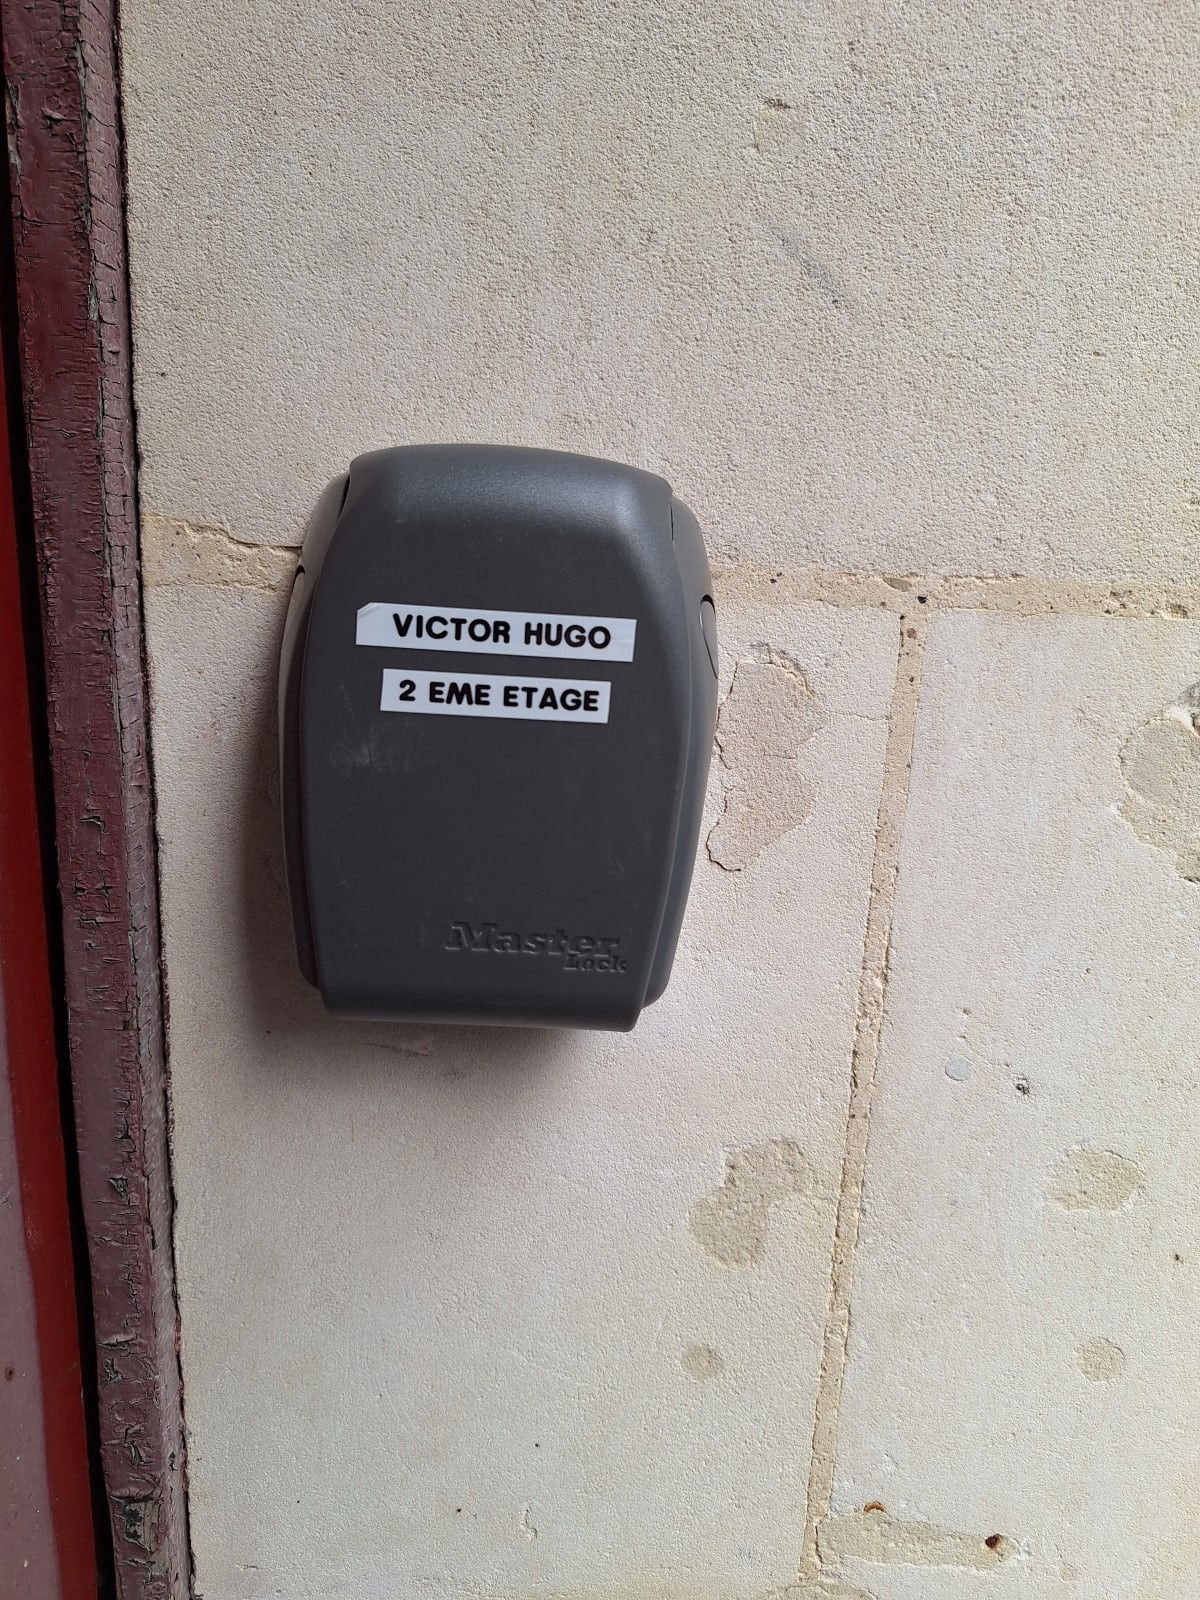 VICTOR HUGO
2 EME ETAGE
Master
Lock